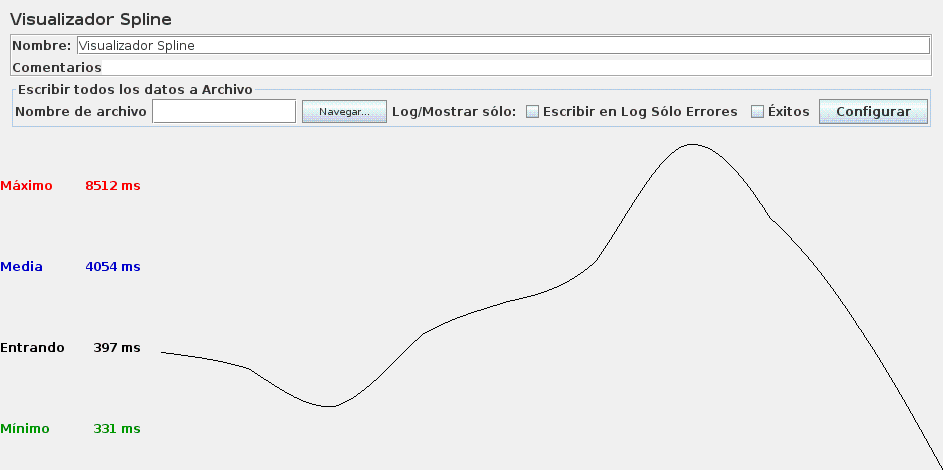 Visualizador Spline
Nombre: Visualizador Spline
Comentarios
Escribir todos los datos a Archivo
Nombre de archivo Navegar... Log/Mostrar sólo: Escribir en Log Sólo Errores Éxitos Configurar
Máximo 8512 ms
Media 4054 ms
Entrando 397 ms
Mínimo 331 ms